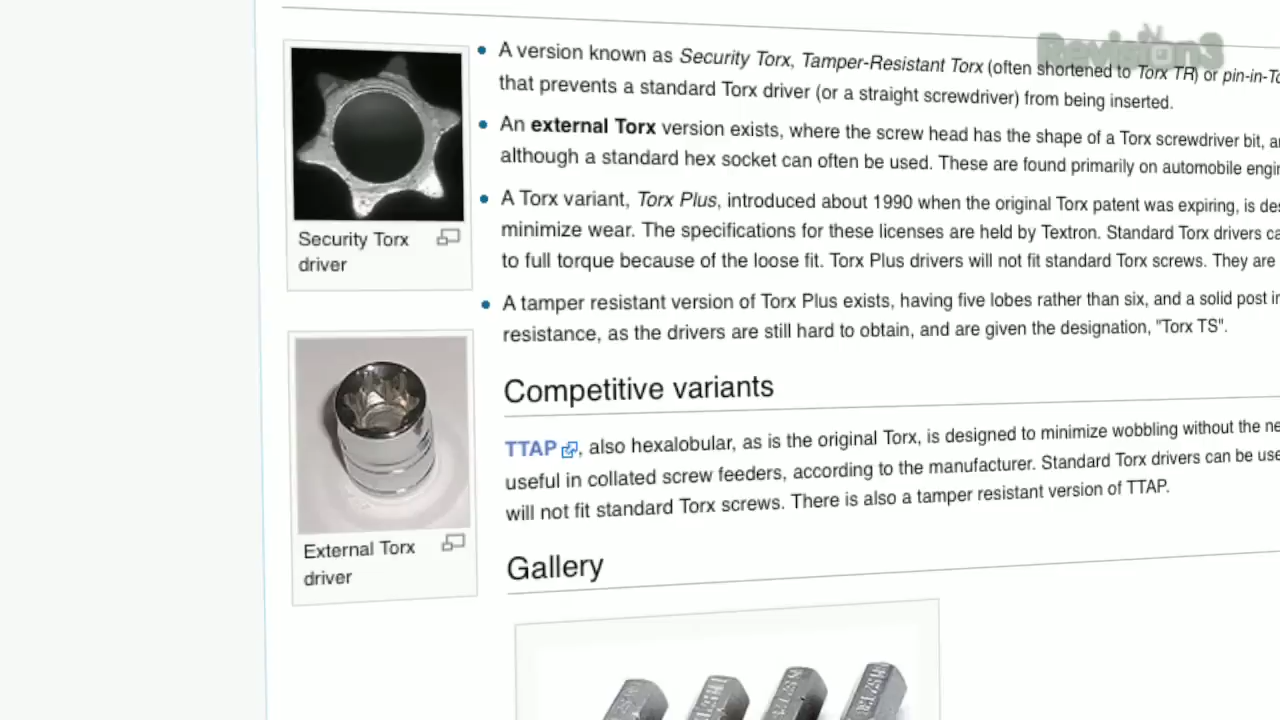 Revision3
A version known as Security Torx, Tamper-Resistant Torx (often shortened to Torx TR) or
that prevents a standard Torx driver (or a straight screwdriver) from being inserted.
An external Torx version exists, where the screw head has the shape of a Torx screwdriver bit,
although a standard hex socket can often be used. These are found primarily on automobile
A Torx variant, Torx Plus, introduced about 1990 when the original Torx patent was expiring, is
minimize wear. The specifications for these licenses are held by Textron. Standard Torx drivers
to full torque because of the loose fit. Torx Plus drivers will not fit standard Torx screws. They are
A tamper resistant version of Torx Plus exists, having five lobes rather than six, and a solid post
resistance, as the drivers are still hard to obtain, and are given the designation, "Torx TS".
Security Torx
driver
External Torx
driver
Competitive variants
TTAP, also hexalobular, as is the original Torx, is designed to minimize wobbling without the
useful in collated screw feeders, according to the manufacturer. Standard Torx drivers can be
will not fit standard Torx screws. There is also a tamper resistant version of TTAP.
Gallery